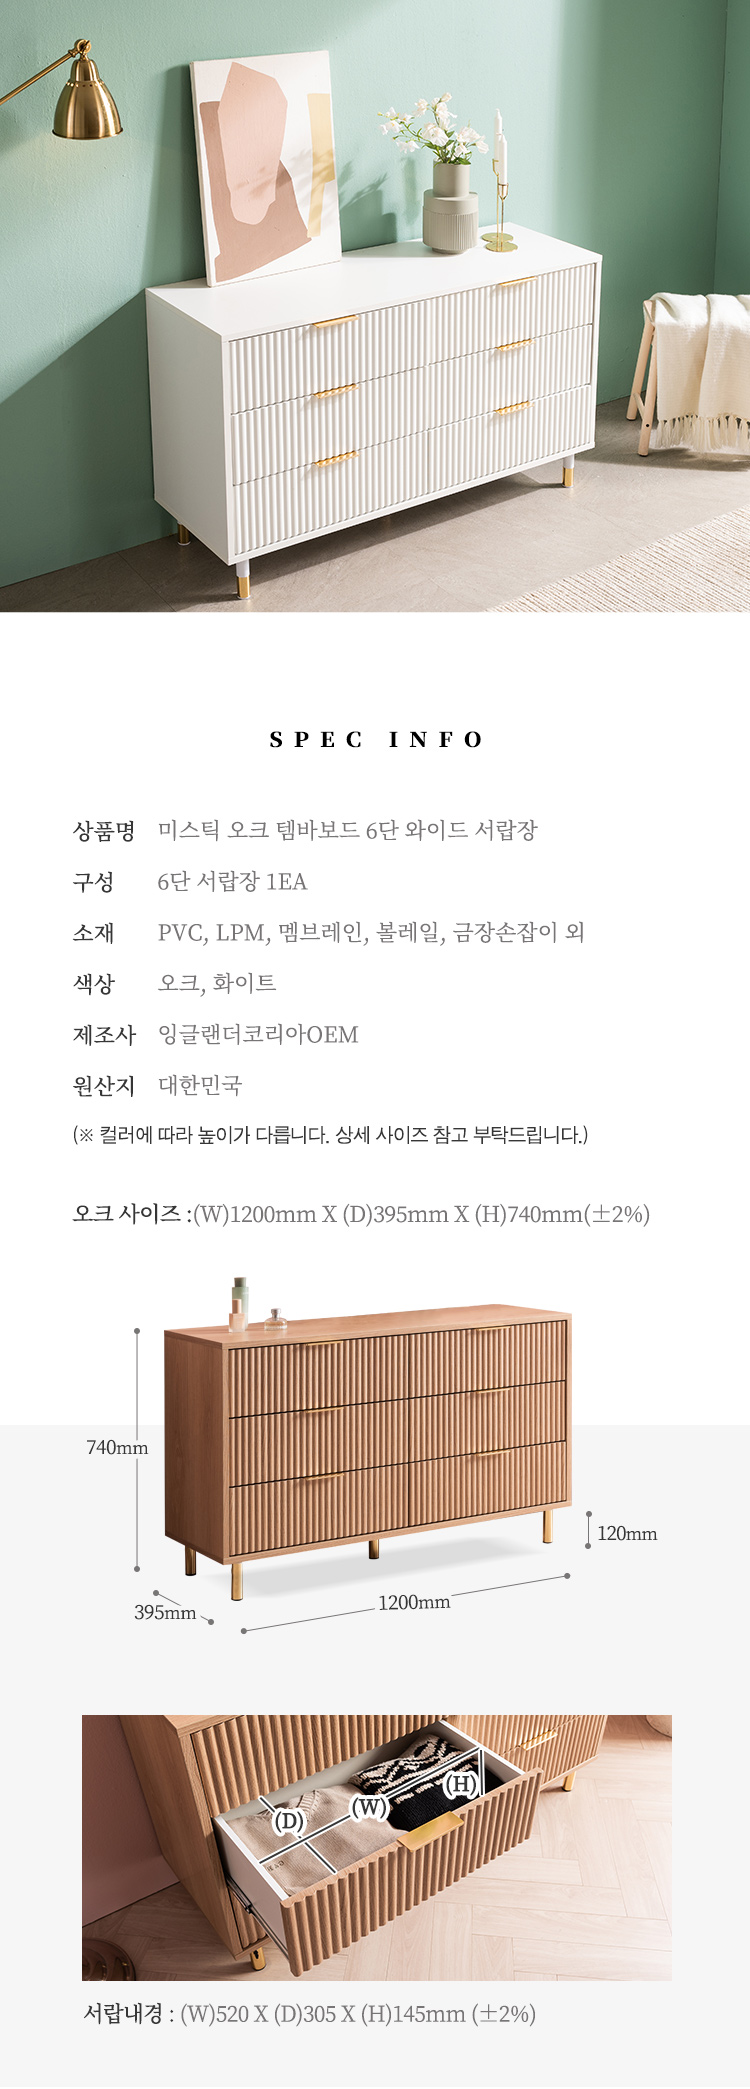 SPEC INFO
상품명 미스틱 오크 템바보드 6단 와이드 서랍장
구성 6단 서랍장 1EA
소재 PVC, LPM, 멤브레인, 볼레일, 금장손잡이 외
색상 오크, 화이트
제조사 잉글랜더코리아OEM
원산지 대한민국
(※ 컬러에 따라 높이가 다릅니다. 상세 사이즈 참고 부탁드립니다.)
오크 사이즈 :(W)1200mm X (D)395mm X (H)740mm(±2%)
740mm
120mm
1200mm
395mm
(H)
(W)
(D)
서랍내경 : (W)520 X (D)305 X (H)145mm (±2%)